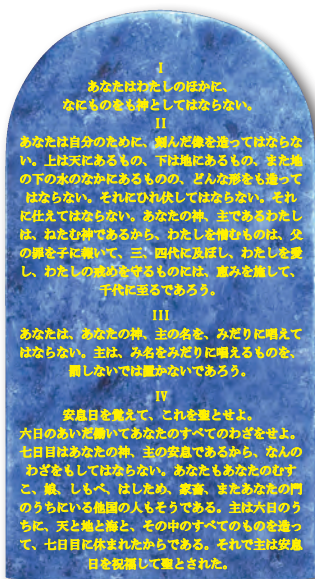 I
あなたはわたしのほかに、
なにものをも神としてはならない。
II
あなたは自分のために、刻んだ像を造ってはならな
い。上は天にあるもの、下は地にあるもの、また地
の下の水のなかにあるものの、どんな形をも造って
はならない。それにひれ伏してはならない。それ
に仕えてはならない。あなたの神、主であるわたし
は、ねたむ神であるから、わたしを憎むものは、父
の罪を子に報いて、三、四代に及ぼし、わたしを愛
し、わたしの戒めを守るものには、恵みを施して、
千代に至るであろう。
III
あなたは、あなたの神、主の名を、みだりに唱えて
はならない。主は、み名をみだりに唱えるものを、
罰しないでは置かないであろう。
IV
安息日を覚えて、これを聖とせよ。
六日のあいだ働いてあなたのすべてのわざをせよ。
七日目はあなたの神、主の安息であるから、なんの
わざをもしてはならない。あなたもあなたのむす
こ、娘、しもべ、はしため、家畜、またあなたの門
のうちにいる他国の人もそうである。主は六日のう
ちに、天と地と海と、その中のすべてのものを造っ
て、七日目に休まれたからである。それで主は安息
日を祝福して聖とされた。